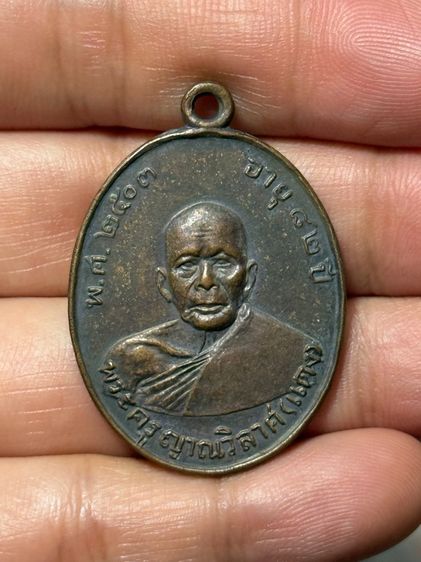 พ.ศ. ๒๕๐๓
อายุ ๘๒ ปี
พระครูญาณวิลาศ(แดง)